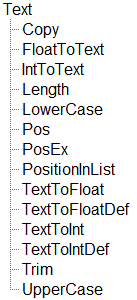 Text
Copy
FloatToText
IntToText
Length
LowerCase
Pos
PosEx
PositionInList
TextToFloat
TextToFloatDef
TextToInt
TextToIntDef
Trim
UpperCase